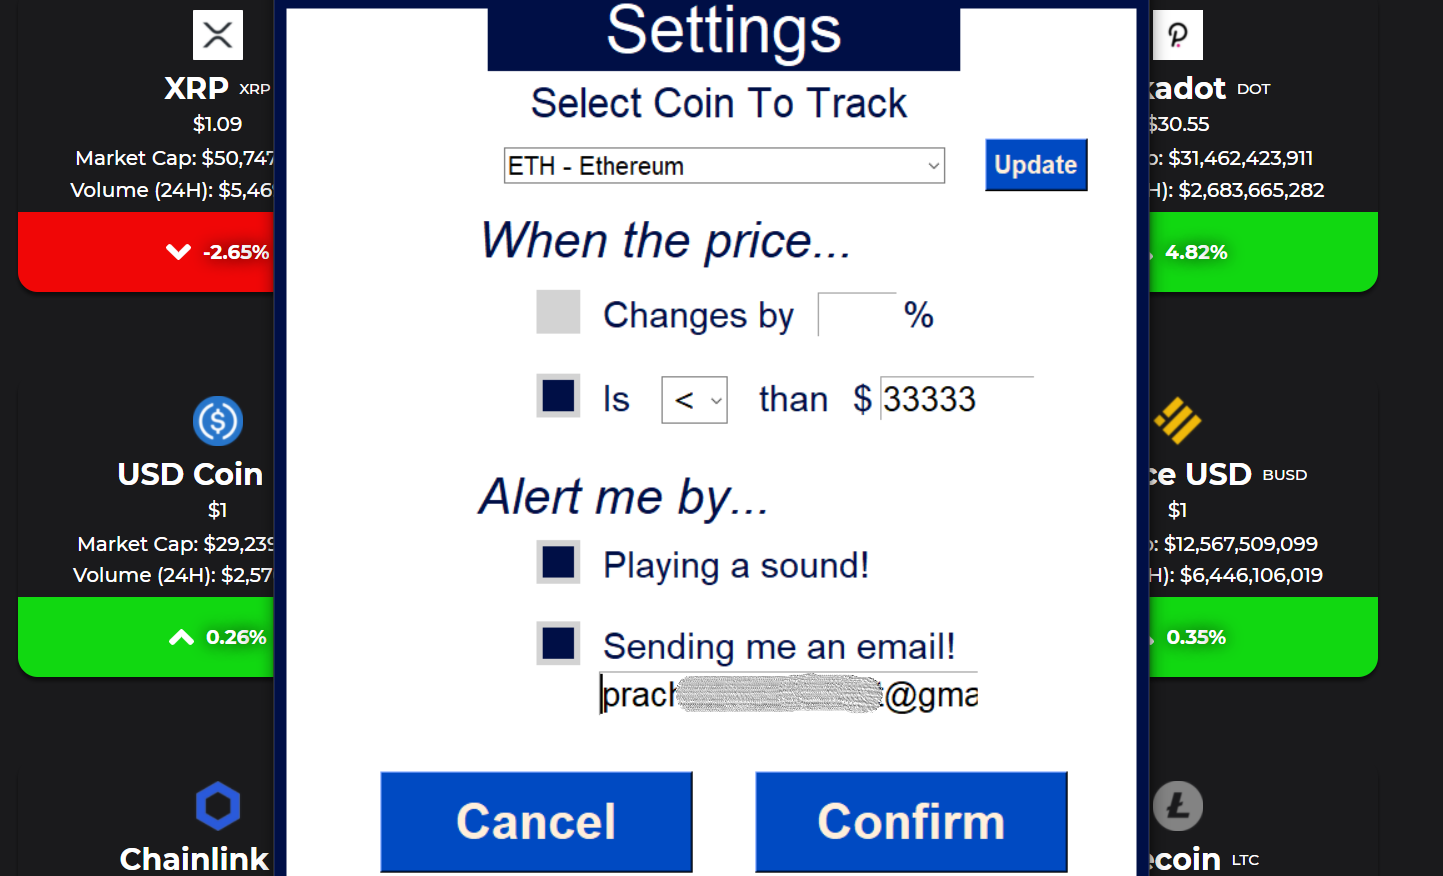 Settings
Select Coin To Track
ETH - Ethereum
Update
When the price...
Changes by %
Is < than $ 33333
Alert me by...
Playing a sound!
Sending me an email!
@gma
Cancel
Confirm
XRP XRP
$1.09
Market Cap: $50,747
Volume (24H): $5,46
-2.65%
USD Coin
$1
Market Cap: $29,239
Volume (24H): $2,57
0.26%
Chainlink
adot DOT
$30.55
: $31,462,423,911
H): $2,683,665,282
4.82%
ce USD BUSD
$1
: $12,567,509,099
H): $6,446,106,019
0.35%
ecoin LTC